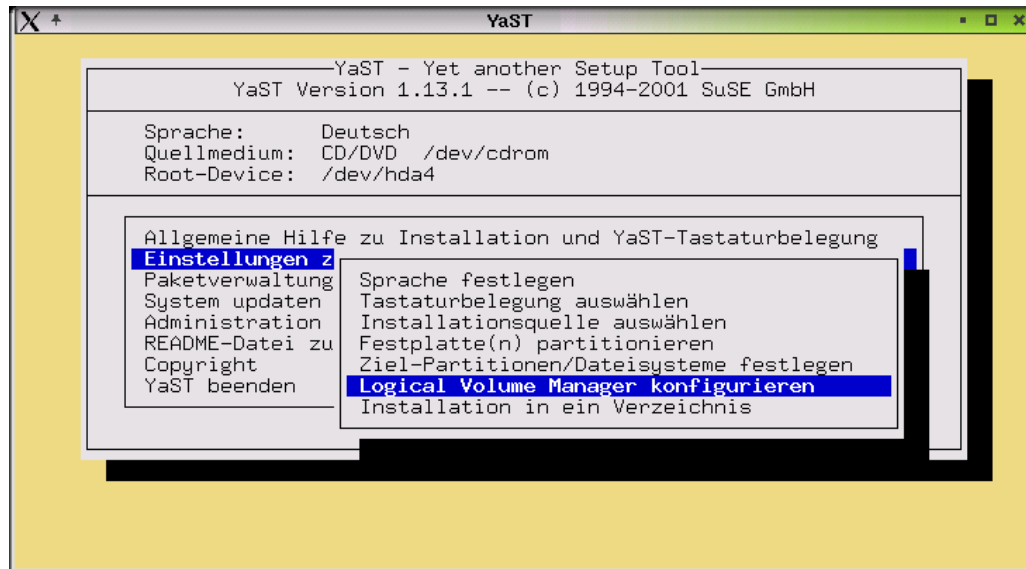 YaST
YaST - Yet another Setup Tool
YaST Version 1.13.1 -- (c) 1994-2001 SuSE GmbH
Sprache: Deutsch
Quellmedium: CD/DVD /dev/cdrom
Root-Device: /dev/hda4
Allgemeine Hilfe zu Installation und YaST-Tastaturbelegung
Einstellungen z
Paketverwaltung
System updaten
Administration
README-Datei zu
Copyright
YaST beenden
Sprache festlegen
Tastaturbelegung auswählen
Installationsquelle auswählen
Festplatte(n) partitionieren
Ziel-Partitionen/Dateisysteme festlegen
Logical Volume Manager konfigurieren
Installation in ein Verzeichnis